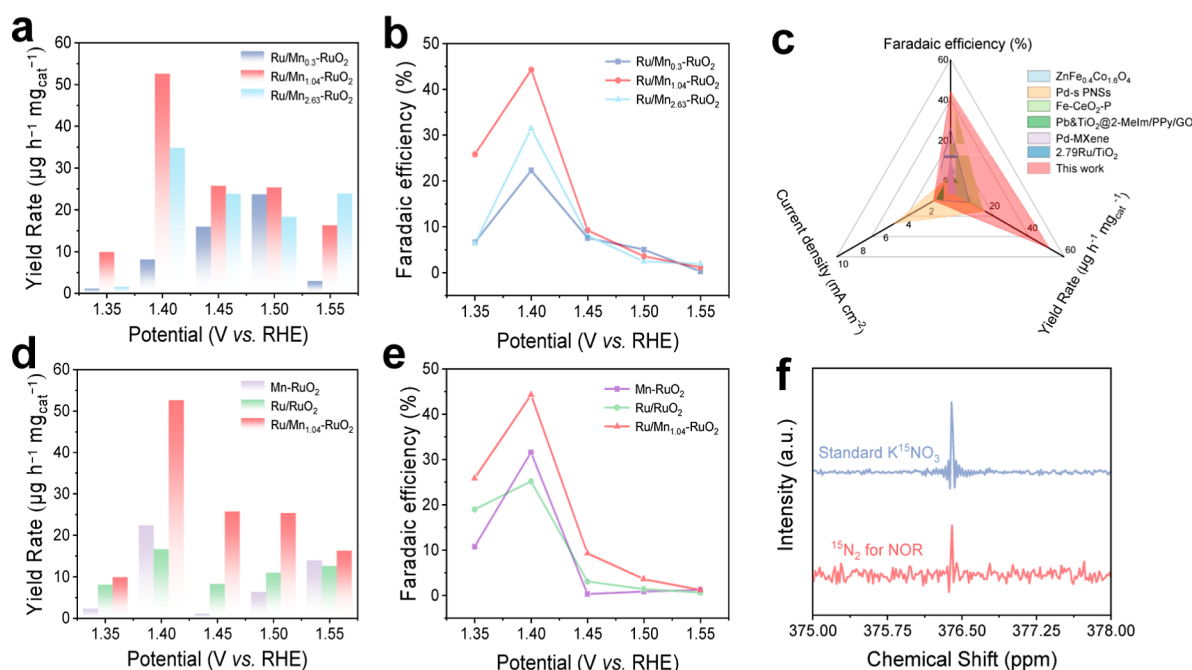 a
Yield Rate (µg h⁻¹ mg_cat⁻¹)
60
50
40
30
20
10
0
Ru/Mn₀.₃-RuO₂
Ru/Mn₁.₀₄-RuO₂
Ru/Mn₂.₆₃-RuO₂
1.35 1.40 1.45 1.50 1.55
Potential (V vs. RHE)
b
Faradaic efficiency (%)
50
40
30
20
10
0
Ru/Mn₀.₃-RuO₂
Ru/Mn₁.₀₄-RuO₂
Ru/Mn₂.₆₃-RuO₂
1.35 1.40 1.45 1.50 1.55
Potential (V vs. RHE)
c
Faradaic efficiency (%)
60
40
20
0
2
6
8
10
20
40
60
Current density (mA cm⁻²)
Yield Rate (µg h⁻¹ mg_cat⁻¹)
ZnFe₀.₄Co₁.₆O₄
Pd-s PNSs
Fe-CeO₂-P
Pb&TiO₂@2-MeIm/PPy/GO
Pd-MXene
2.79Ru/TiO₂
This work
d
Yield Rate (µg h⁻¹ mg_cat⁻¹)
60
50
40
30
20
10
0
Mn-RuO₂
Ru/RuO₂
Ru/Mn₁.₀₄-RuO₂
1.35 1.40 1.45 1.50 1.55
Potential (V vs. RHE)
e
Faradaic efficiency (%)
50
40
30
20
10
0
Mn-RuO₂
Ru/RuO₂
Ru/Mn₁.₀₄-RuO₂
1.35 1.40 1.45 1.50 1.55
Potential (V vs. RHE)
f
Intensity (a.u.)
Standard K¹⁵NO₃
¹⁵N₂ for NOR
375.00 375.75 376.50 377.25 378.00
Chemical Shift (ppm)